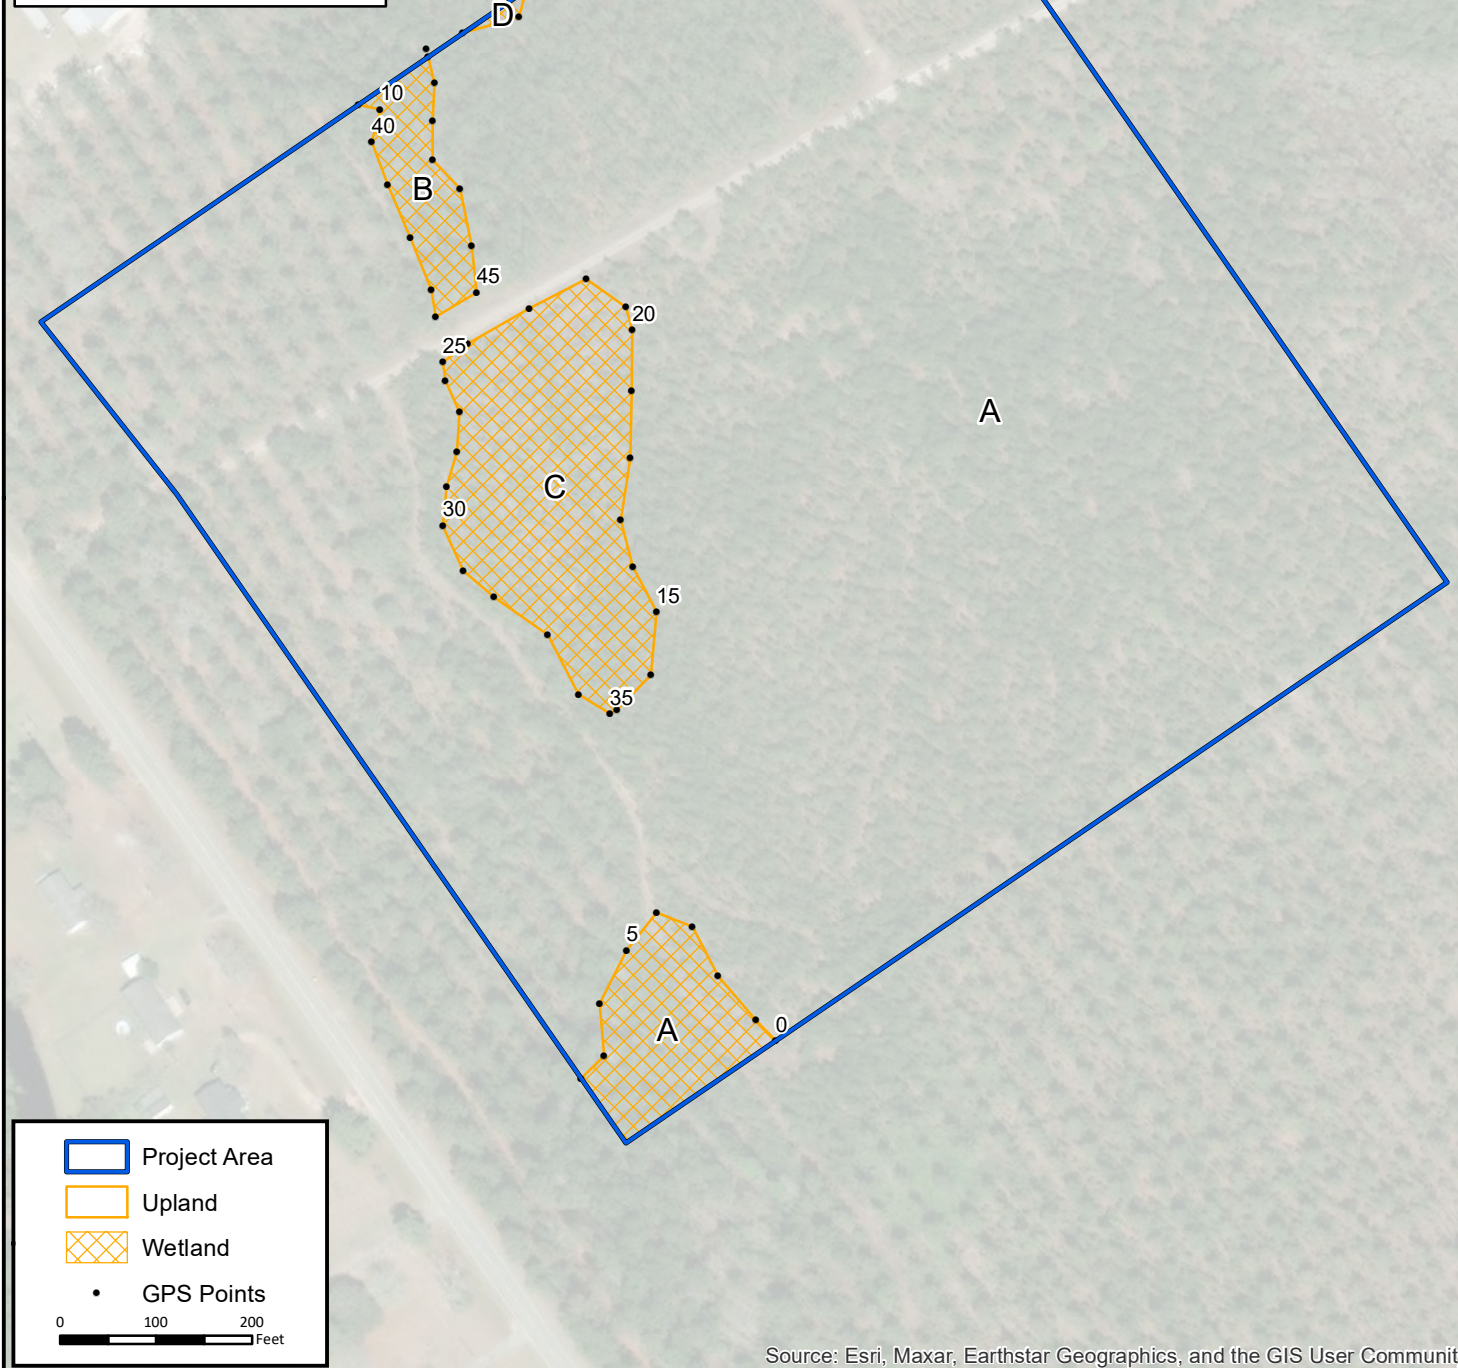 D
10
40
B
45
20
25
A
C
30
15
35
5
0
A
Project Area
Upland
Wetland
GPS Points
0 100 200
Feet
Source: Esri, Maxar, Earthstar Geographics, and the GIS User Communit